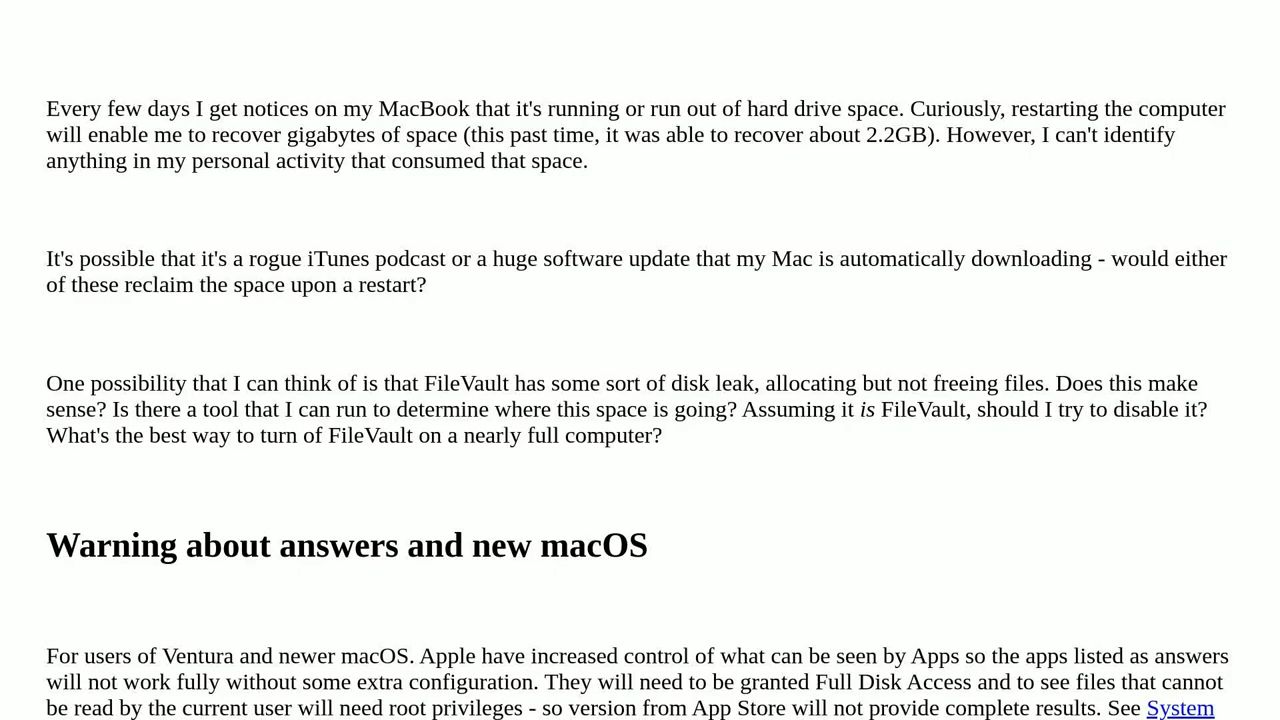 Every few days I get notices on my MacBook that it's running or run out of hard drive space. Curiously, restarting the computer
will enable me to recover gigabytes of space (this past time, it was able to recover about 2.2GB). However, I can't identify
anything in my personal activity that consumed that space.
It's possible that it's a rogue iTunes podcast or a huge software update that my Mac is automatically downloading - would either
of these reclaim the space upon a restart?
One possibility that I can think of is that FileVault has some sort of disk leak, allocating but not freeing files. Does this make
sense? Is there a tool that I can run to determine where this space is going? Assuming it is FileVault, should I try to disable it?
What's the best way to turn of FileVault on a nearly full computer?
Warning about answers and new macOS
For users of Ventura and newer macOS. Apple have increased control of what can be seen by Apps so the apps listed as answers
will not work fully without some extra configuration. They will need to be granted Full Disk Access and to see files that cannot
be read by the current user will need root privileges - so version from App Store will not provide complete results. See System